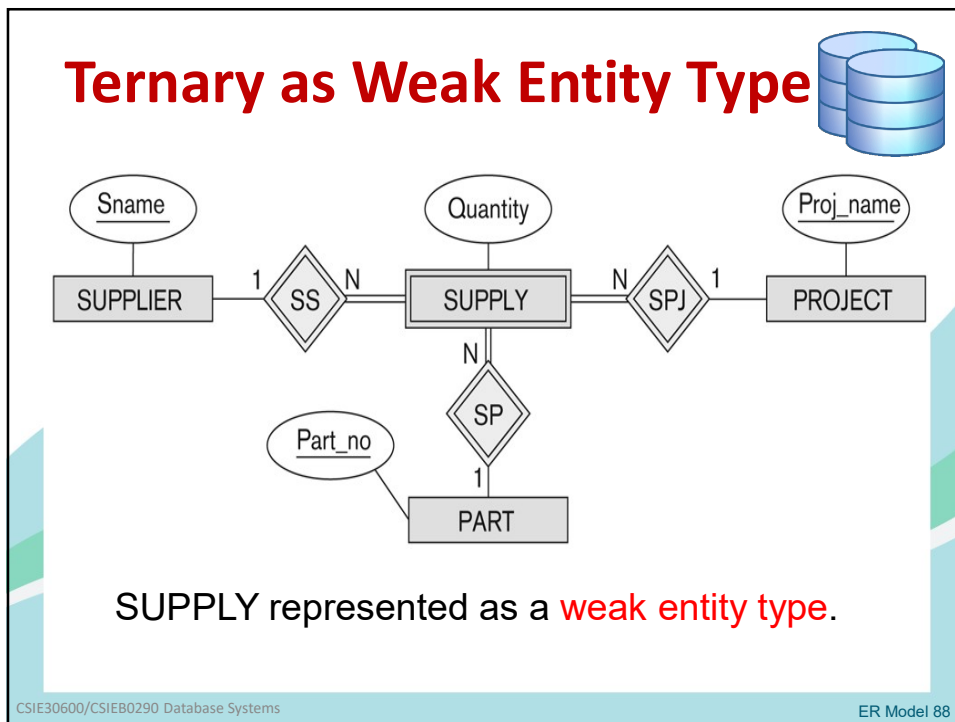 Ternary as Weak Entity Type
Sname
Quantity
Proj_name
SUPPLIER
1
SS
N
SUPPLY
N
SPJ
1
PROJECT
N
SP
Part_no
1
PART
SUPPLY represented as a weak entity type.
CSIE30600/CSIEB0290 Database Systems
ER Model 88